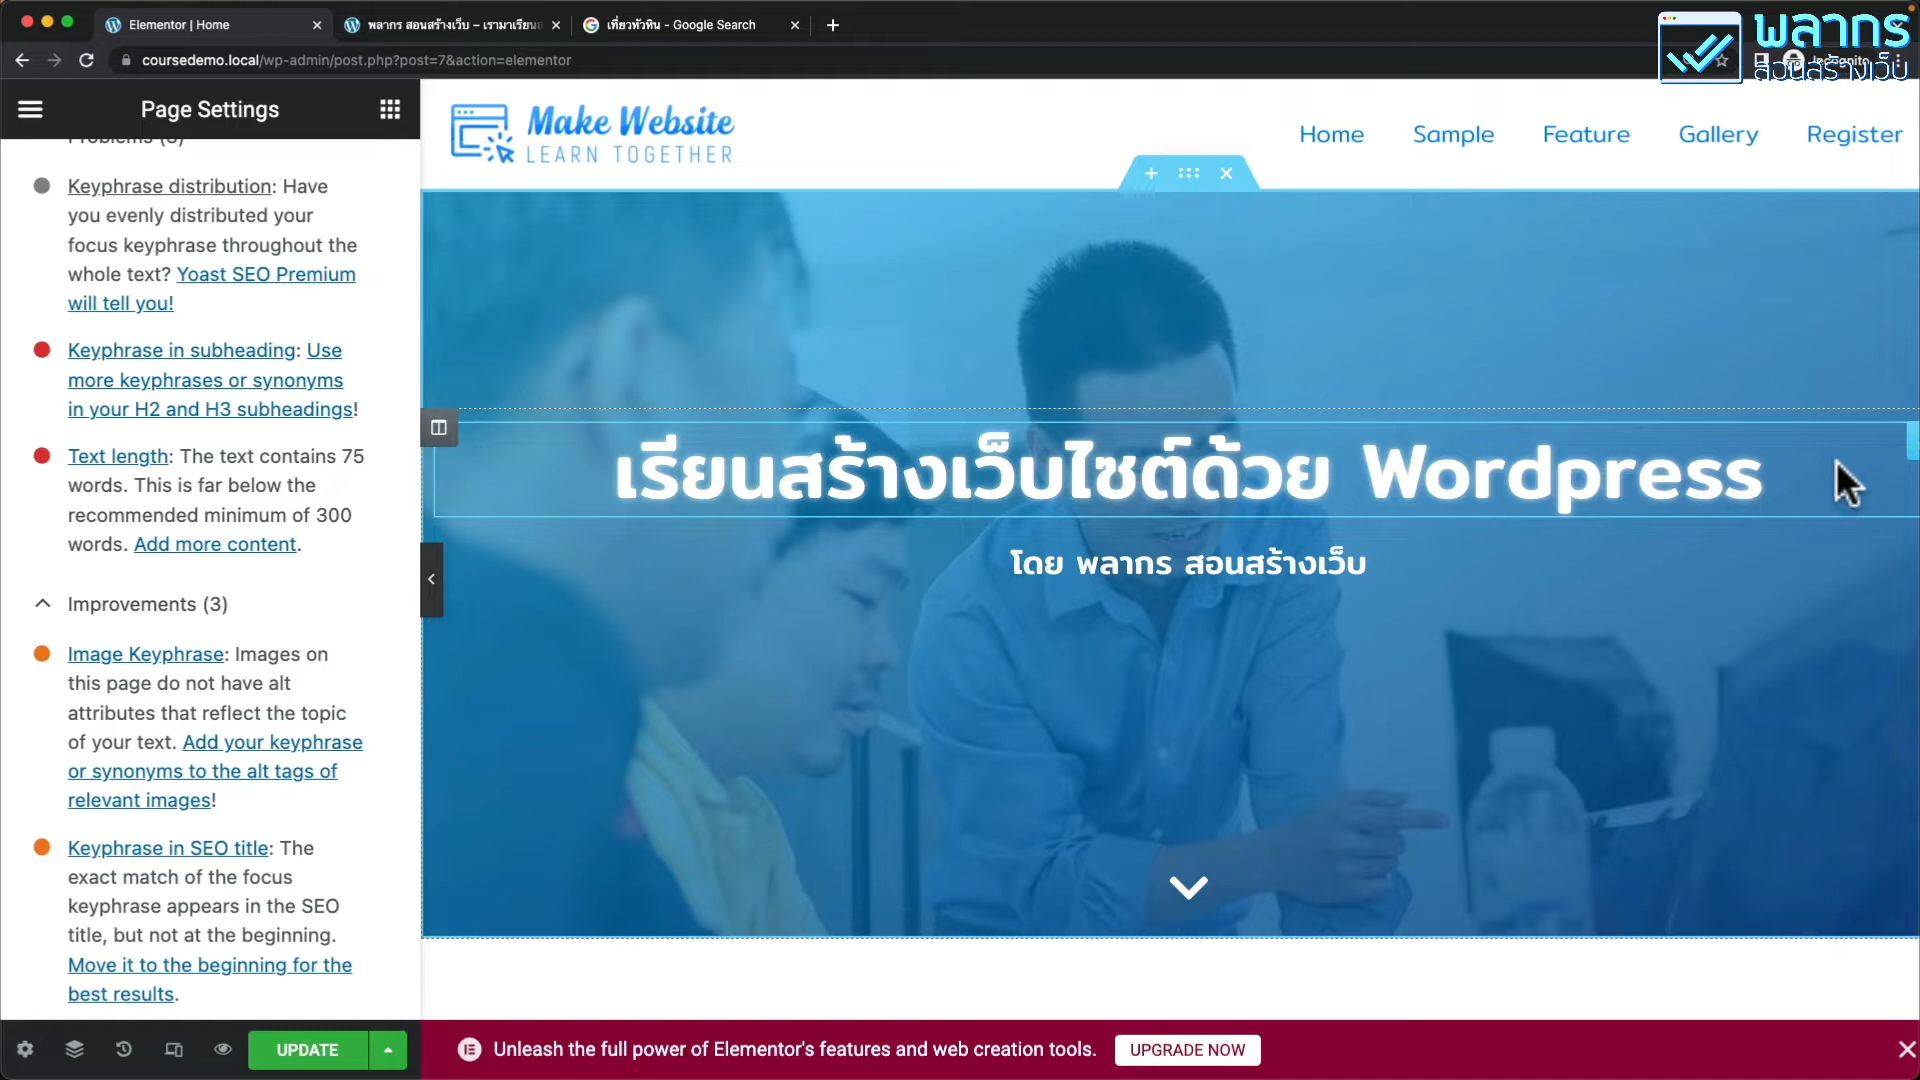 Elementor | Home
พลากร สอนสร้างเว็บ – เรามาเรียน
เที่ยวหัวหิน - Google Search
coursedemo.local/wp-admin/post.php?post=7&action=elementor
พลากร
สอนสร้างเว็บ
Page Settings
Make Website
LEARN TOGETHER
Home
Sample
Feature
Gallery
Register
Keyphrase distribution: Have
you evenly distributed your
focus keyphrase throughout the
whole text? Yoast SEO Premium
will tell you!
Keyphrase in subheading: Use
more keyphrases or synonyms
in your H2 and H3 subheadings!
Text length: The text contains 75
words. This is far below the
recommended minimum of 300
words. Add more content.
Improvements (3)
Image Keyphrase: Images on
this page do not have alt
attributes that reflect the topic
of your text. Add your keyphrase
or synonyms to the alt tags of
relevant images!
Keyphrase in SEO title: The
exact match of the focus
keyphrase appears in the SEO
title, but not at the beginning.
Move it to the beginning for the
best results.
เรียนสร้างเว็บไซต์ด้วย Wordpress
โดย พลากร สอนสร้างเว็บ
UPDATE
Unleash the full power of Elementor's features and web creation tools.
UPGRADE NOW